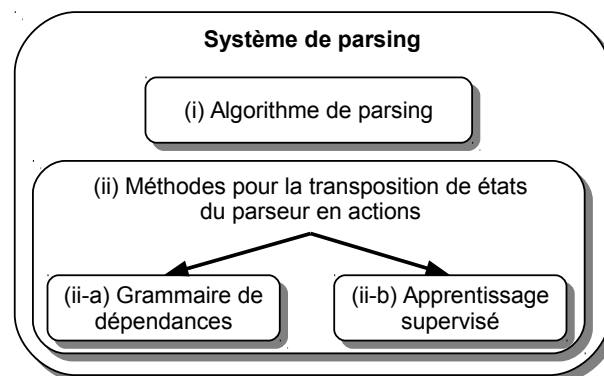 Système de parsing
(i) Algorithme de parsing
(ii) Méthodes pour la transposition de états
du parseur en actions
(ii-a) Grammaire de
dépendances
(ii-b) Apprentissage
supervisé